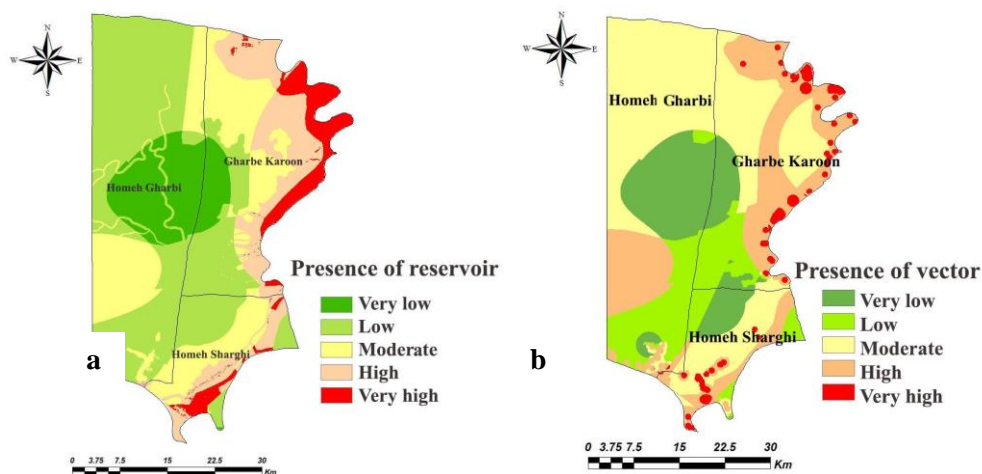 N
W E
S
Gharbe Karoon
Homeh Gharbi
Presence of reservoir
Very low
Low
Moderate
High
Very high
Homeh Sharghi
a
0 3.75 7.5 15 22.5 30
Km
N
W E
S
Homeh Gharbi
Gharbe Karoon
Presence of vector
Very low
Low
Moderate
High
Very high
Homeh Sharghi
b
0 3.75 7.5 15 22.5 30
Km